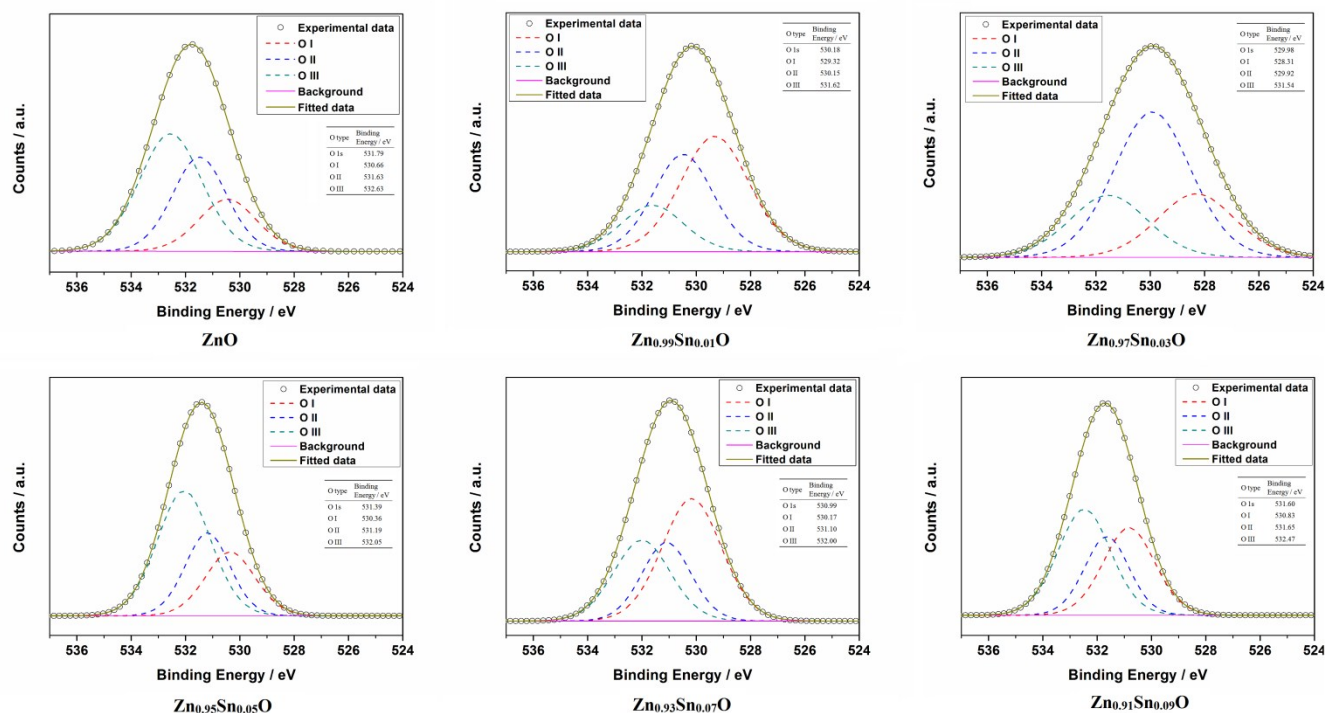 Experimental data
O I
O II
O III
Background
Fitted data
O type Binding Energy / eV
O 1s 531.79
O I 530.66
O II 531.63
O III 532.63
Counts / a.u.
536 534 532 530 528 526 524
Binding Energy / eV
ZnO
Experimental data
O I
O II
O III
Background
Fitted data
O type Binding Energy / eV
O 1s 530.18
O I 529.32
O II 530.15
O III 531.62
Counts / a.u.
536 534 532 530 528 526 524
Binding Energy / eV
Zn0.99Sn0.01O
Experimental data
O I
O II
O III
Background
Fitted data
O type Binding Energy / eV
O 1s 529.98
O I 528.31
O II 529.92
O III 531.54
Counts / a.u.
536 534 532 530 528 526 524
Binding Energy / eV
Zn0.97Sn0.03O
Experimental data
O I
O II
O III
Background
Fitted data
O type Binding Energy / eV
O 1s 531.39
O I 530.36
O II 531.19
O III 532.05
Counts / a.u.
536 534 532 530 528 526 524
Binding Energy / eV
Zn0.95Sn0.05O
Experimental data
O I
O II
O III
Background
Fitted data
O type Binding Energy / eV
O 1s 530.99
O I 530.17
O II 531.10
O III 532.00
Counts / a.u.
536 534 532 530 528 526 524
Binding Energy / eV
Zn0.93Sn0.07O
Experimental data
O I
O II
O III
Background
Fitted data
O type Binding Energy / eV
O 1s 531.60
O I 530.83
O II 531.65
O III 532.47
Counts / a.u.
536 534 532 530 528 526 524
Binding Energy / eV
Zn0.91Sn0.09O